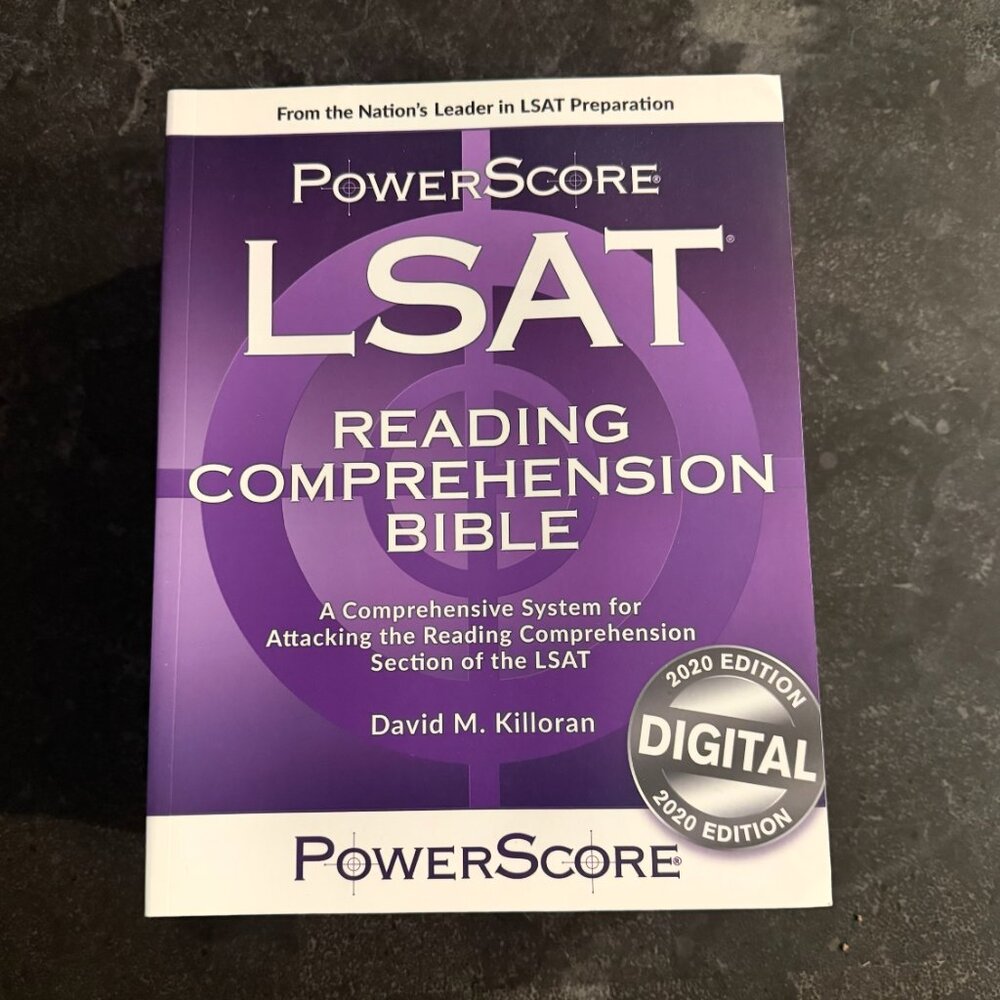 From the Nation's Leader in LSAT Preparation
POWERSCORE®
LSAT®
READING
COMPREHENSION
BIBLE
A Comprehensive System for
Attacking the Reading Comprehension
Section of the LSAT
David M. Killoran
2020 EDITION
DIGITAL
2020 EDITION
POWERSCORE®